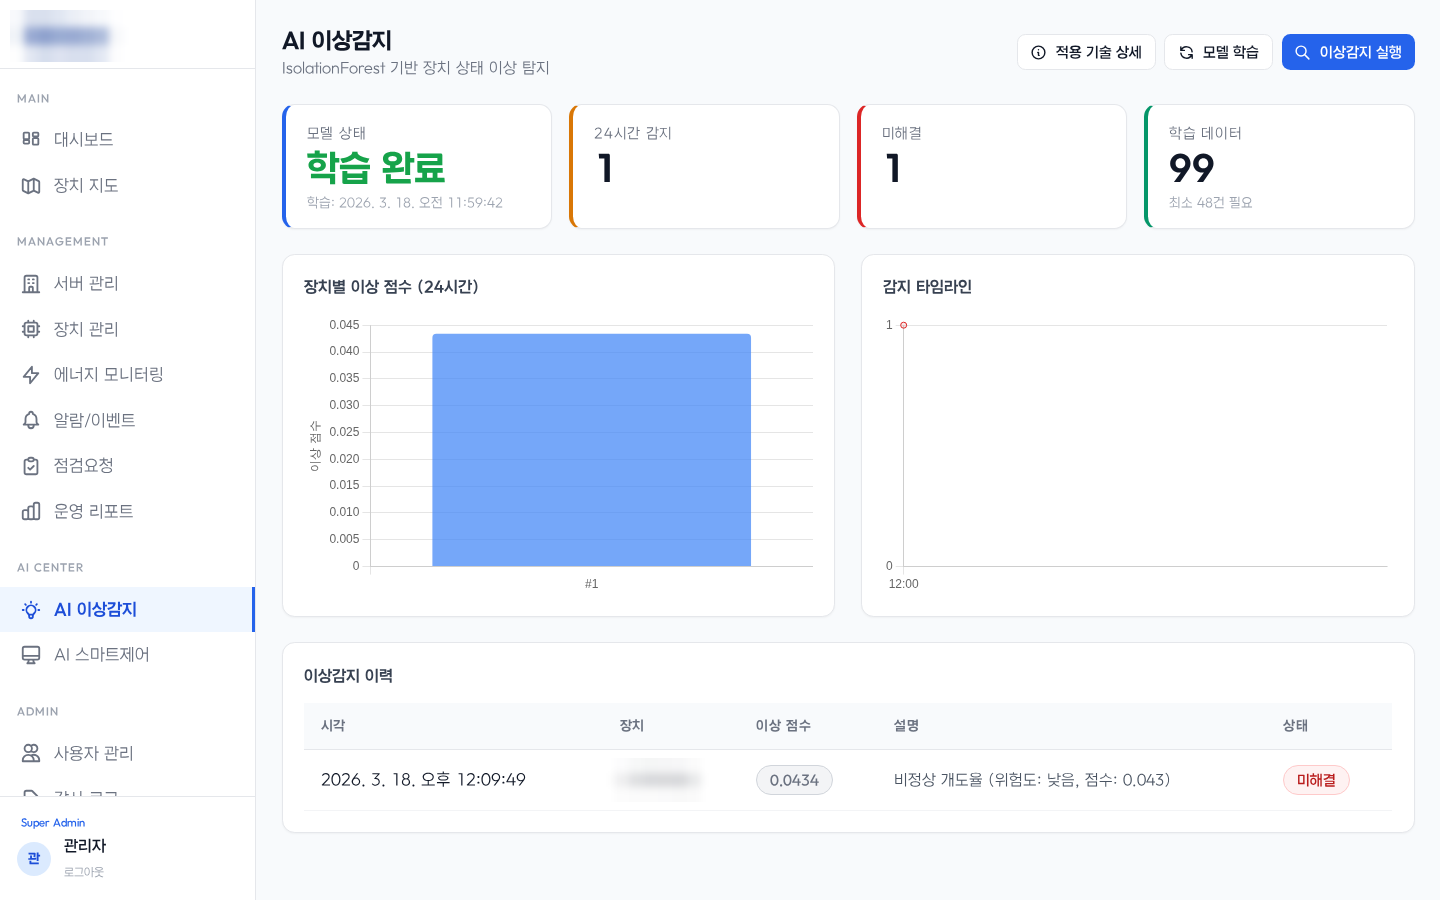 MAIN
대시보드
장치 지도
MANAGEMENT
서버 관리
장치 관리
에너지 모니터링
알람/이벤트
점검요청
운영 리포트
AI CENTER
AI 이상감지
AI 스마트제어
ADMIN
사용자 관리
Super Admin
관
관리자
로그아웃
AI 이상감지
IsolationForest 기반 장치 상태 이상 탐지
적용 기술 상세
모델 학습
이상감지 실행
모델 상태
학습 완료
학습: 2026. 3. 18. 오전 11:59:42
24시간 감지
1
미해결
1
학습 데이터
99
최소 48건 필요
장치별 이상 점수 (24시간)
이상 점수
0.045
0.040
0.035
0.030
0.025
0.020
0.015
0.010
0.005
0
#1
감지 타임라인
1
0
12:00
이상감지 이력
시각 장치 이상 점수 설명 상태
2026. 3. 18. 오후 12:09:49 0.0434 비정상 개도율 (위험도: 낮음, 점수: 0.043) 미해결